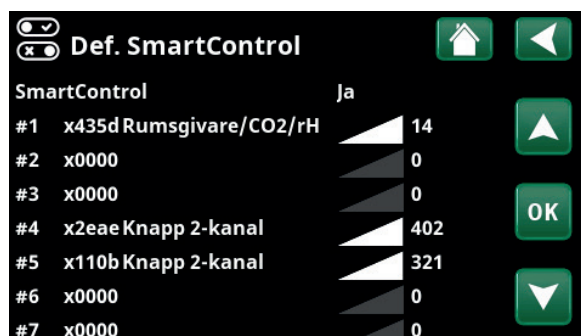 Def. SmartControl
SmartControl Ja
#1 x435d Rumsgivare/CO2/rH 14
#2 x0000 0
#3 x0000 0
#4 x2eae Knapp 2-kanal 402
#5 x110b Knapp 2-kanal 321
#6 x0000 0
#7 x0000 0
OK